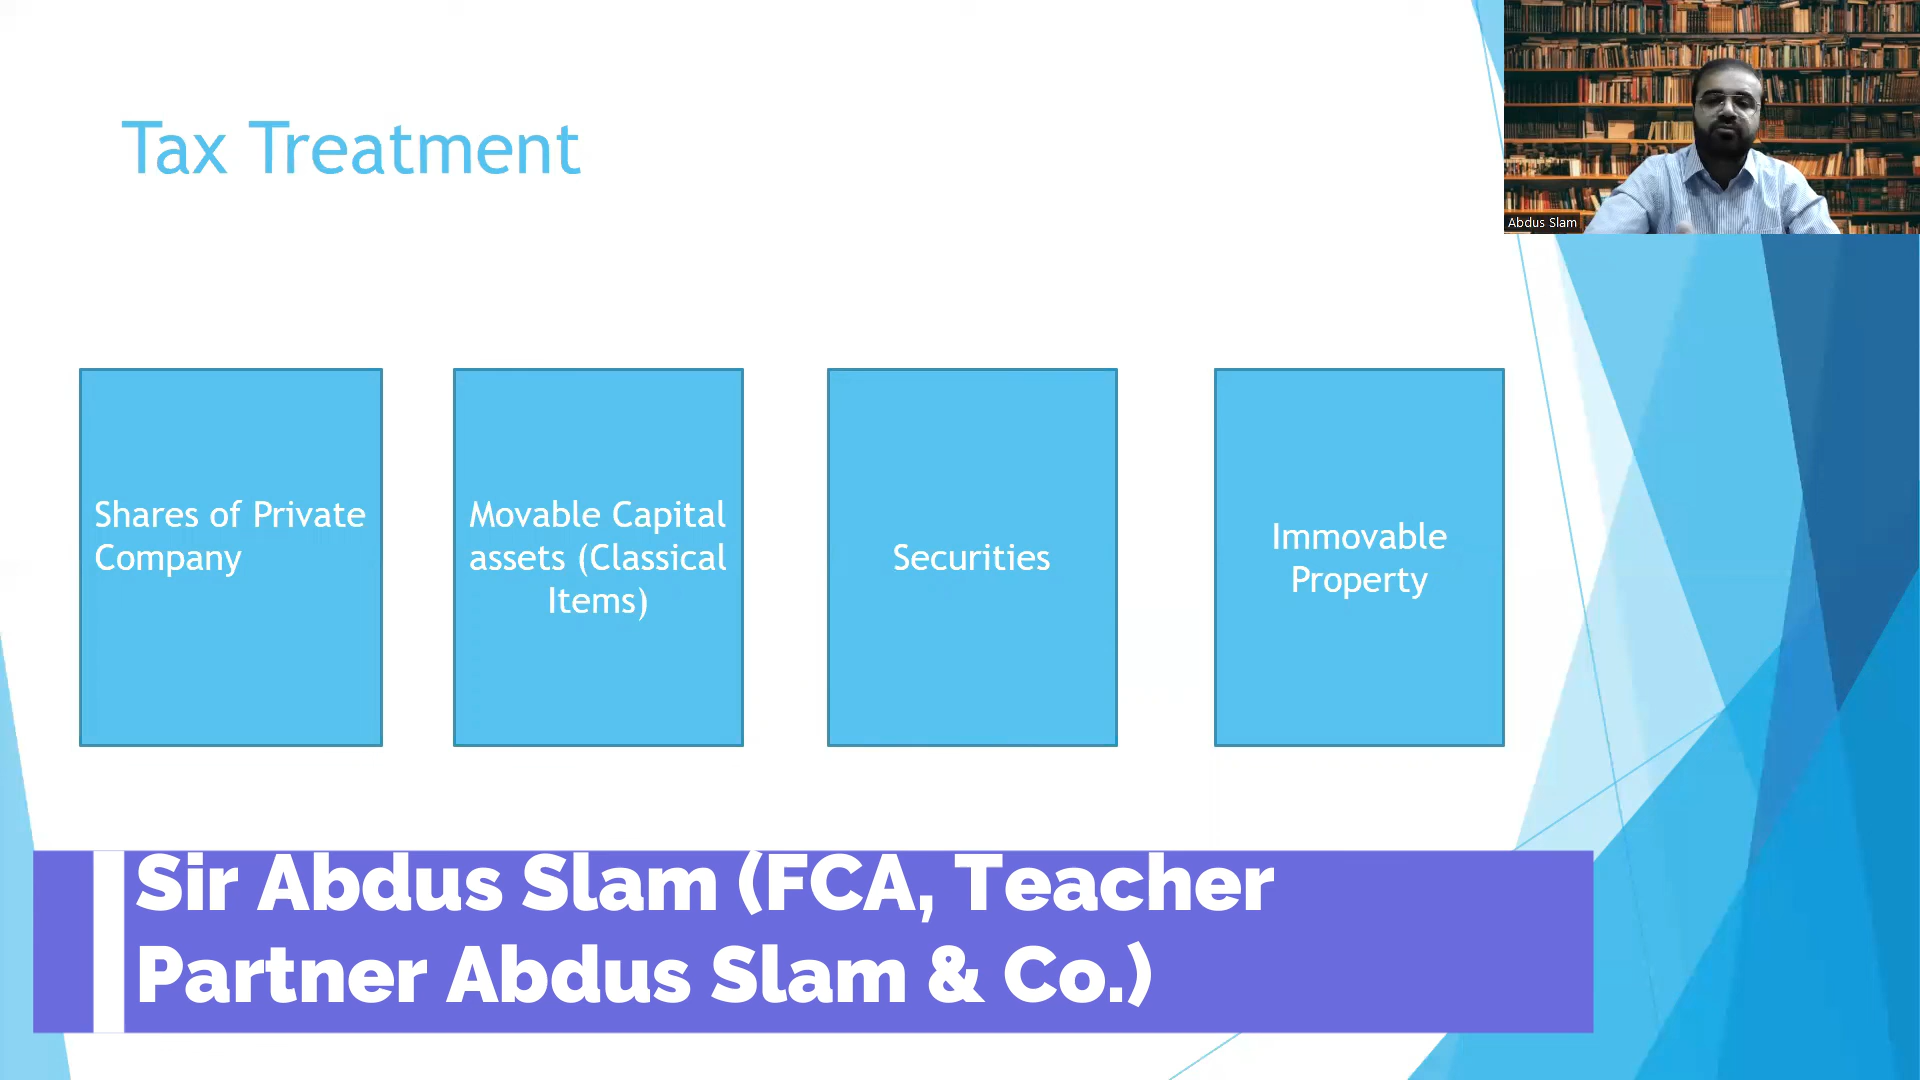 Tax Treatment
Abdus Slam
Shares of Private
Company
Movable Capital
assets (Classical
Items)
Securities
Immovable
Property
Sir Abdus Slam (FCA, Teacher
Partner Abdus Slam & Co.)